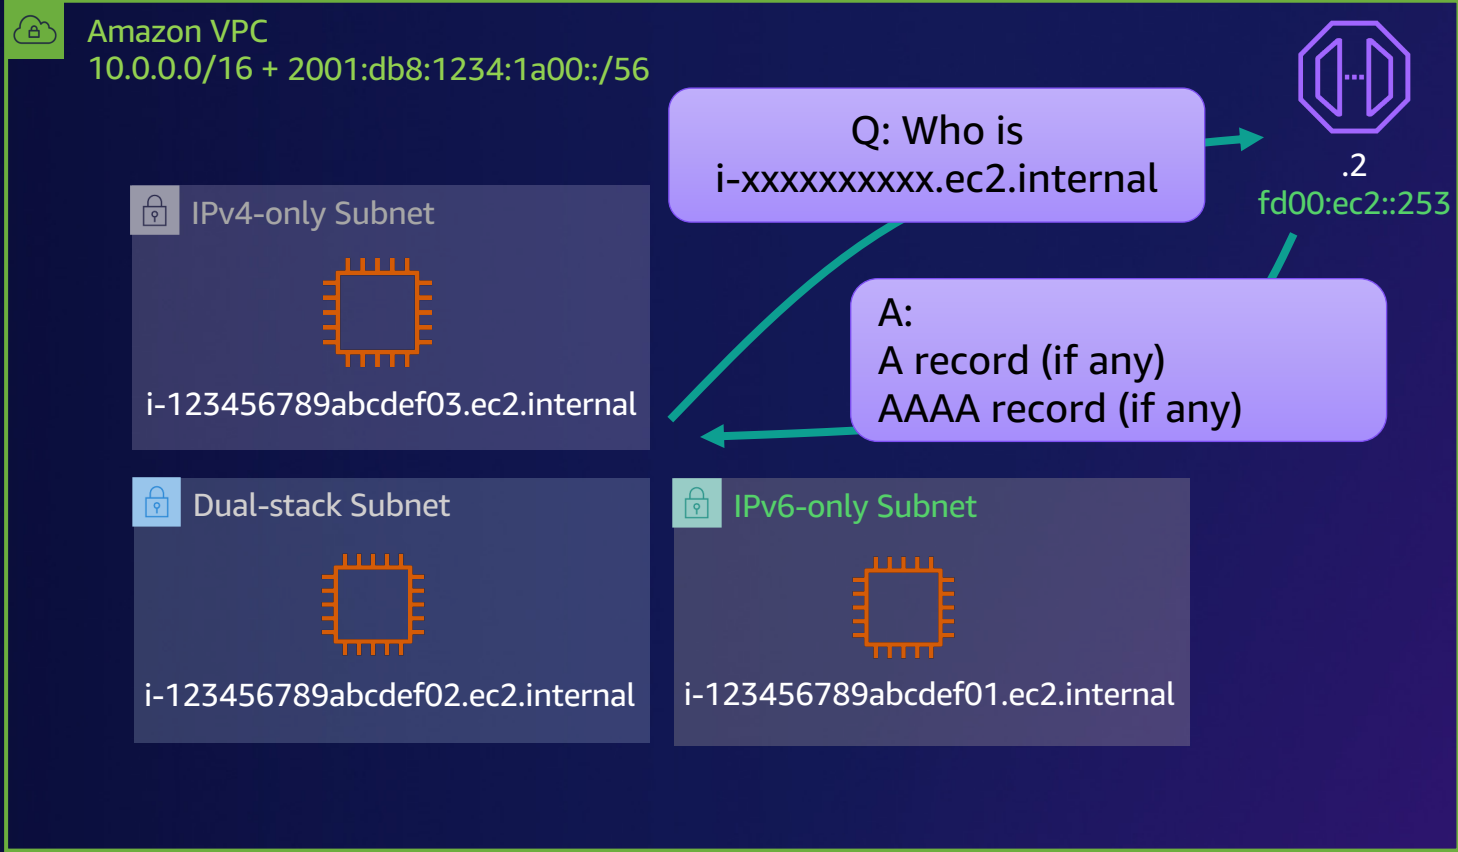 Amazon VPC
10.0.0.0/16 + 2001:db8:1234:1a00::/56
Q: Who is
i-xxxxxxxxxx.ec2.internal
.2
fd00:ec2::253
IPv4-only Subnet
i-123456789abcdef03.ec2.internal
A:
A record (if any)
AAAA record (if any)
Dual-stack Subnet
i-123456789abcdef02.ec2.internal
IPv6-only Subnet
i-123456789abcdef01.ec2.internal